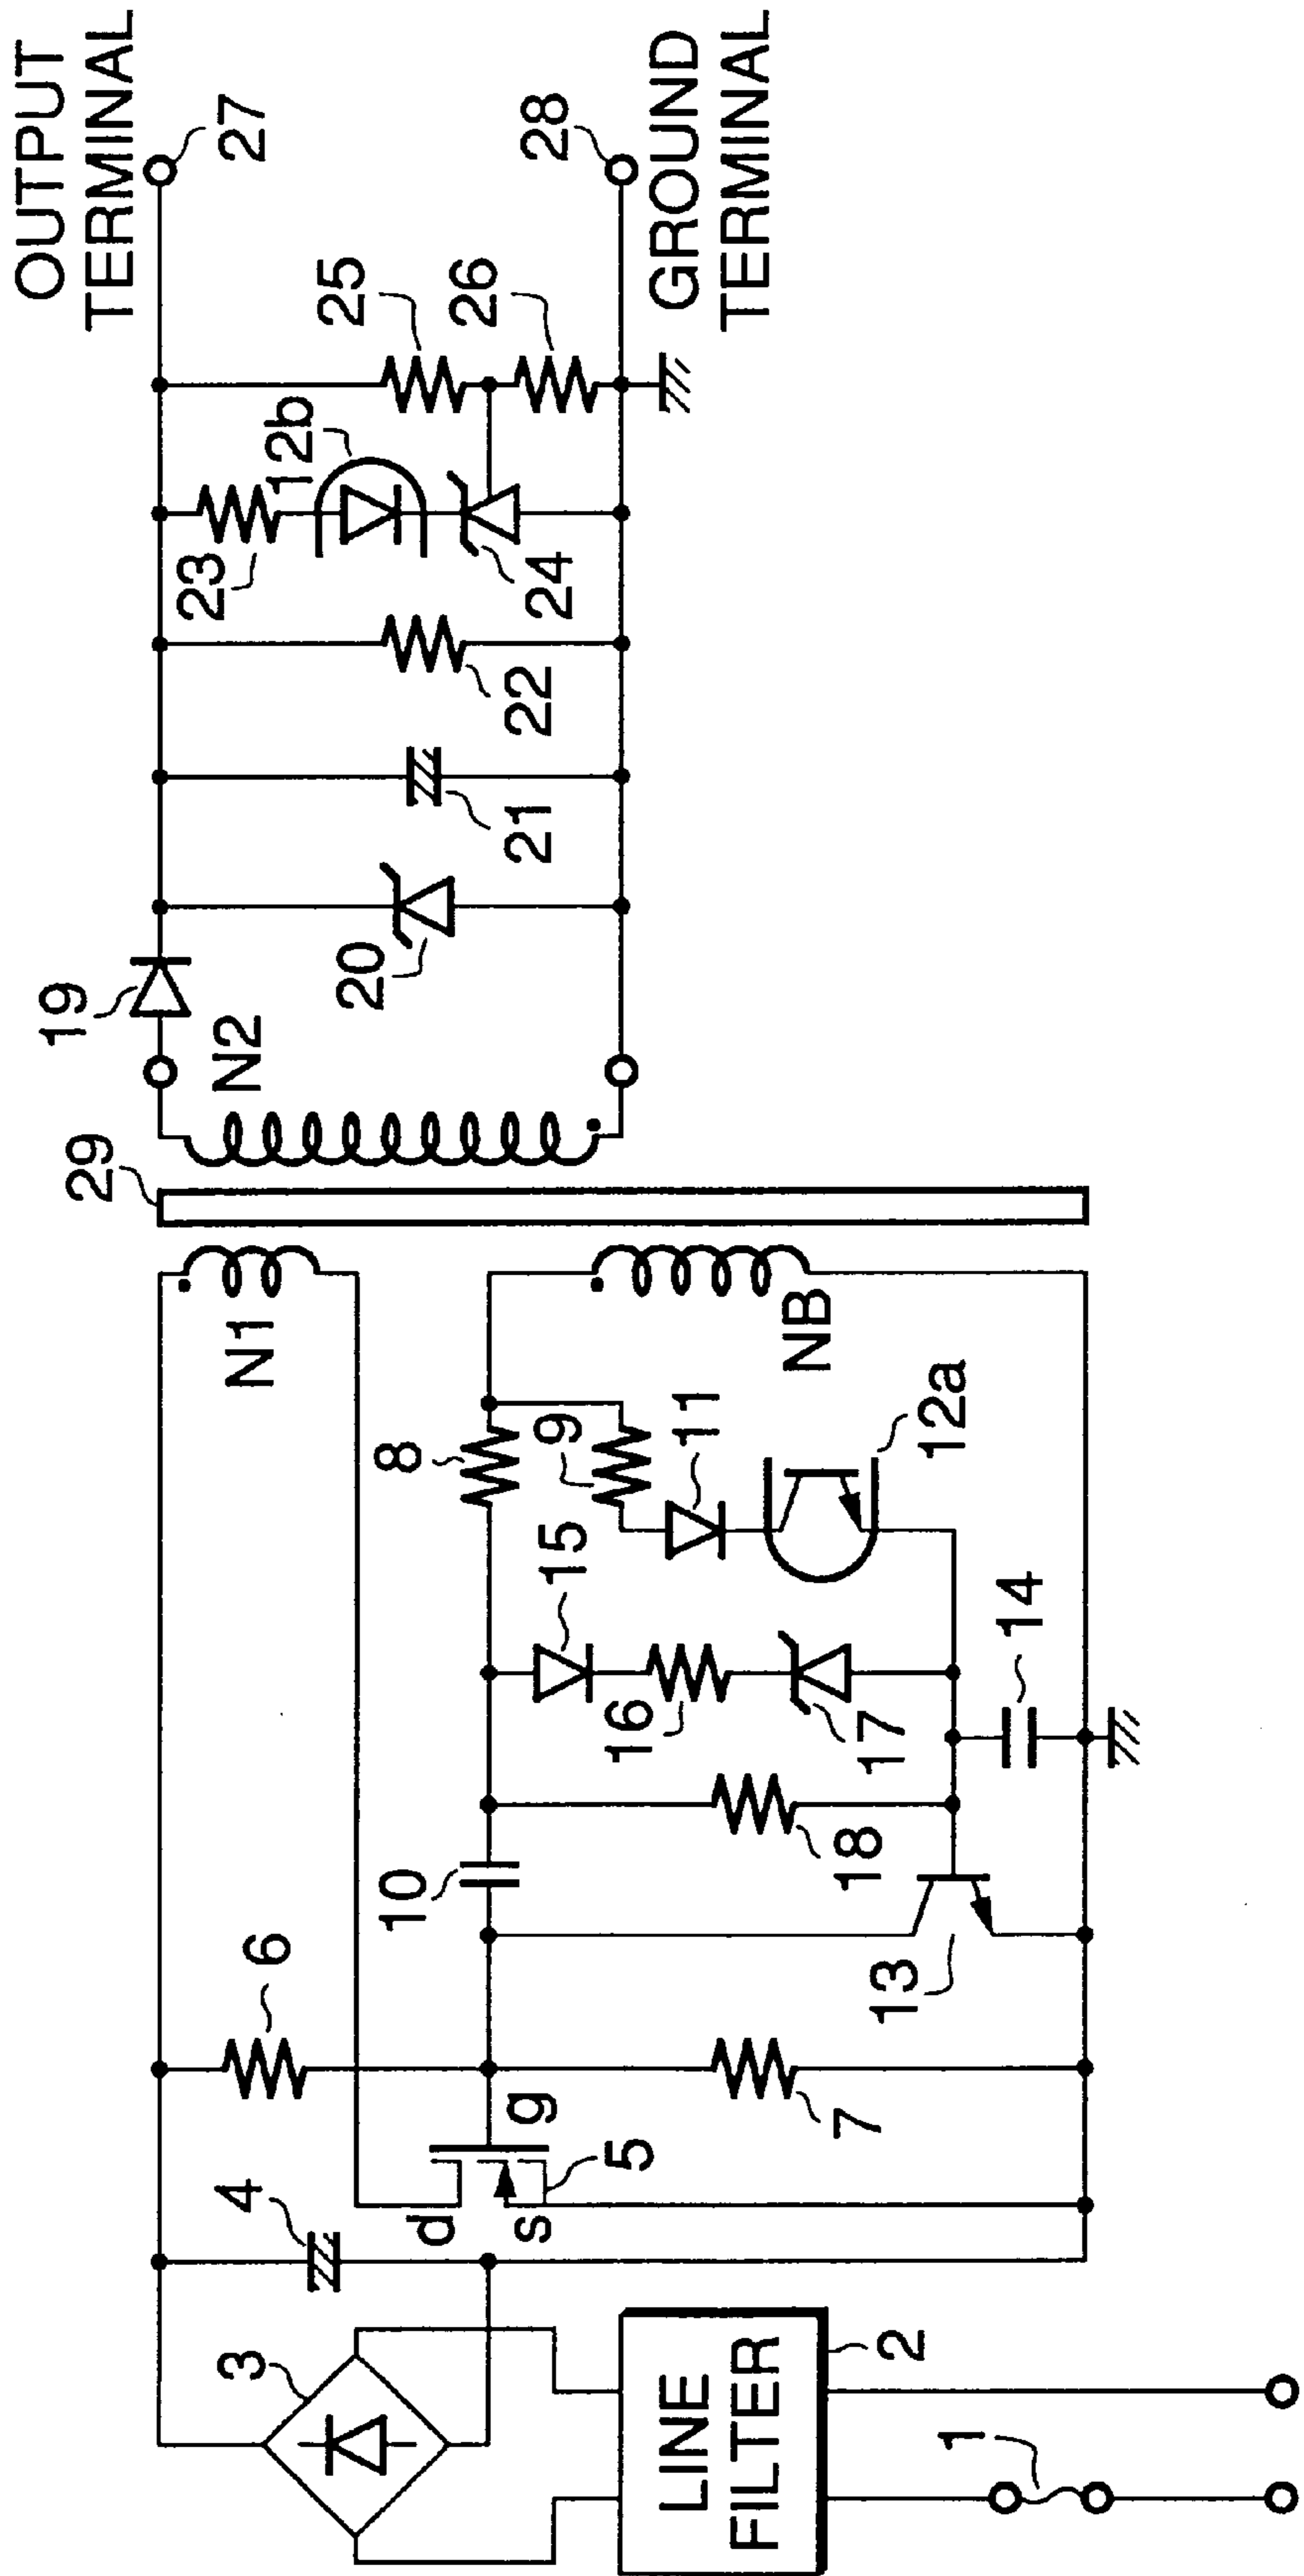 OUTPUT
TERMINAL
27
28
GROUND
TERMINAL
25
26
12b
23
24
22
21
20
19
N2
29
N1
NB
8
9
11
12a
15
16
17
14
10
18
13
6
7
g
d
s
5
4
3
LINE
FILTER
2
1